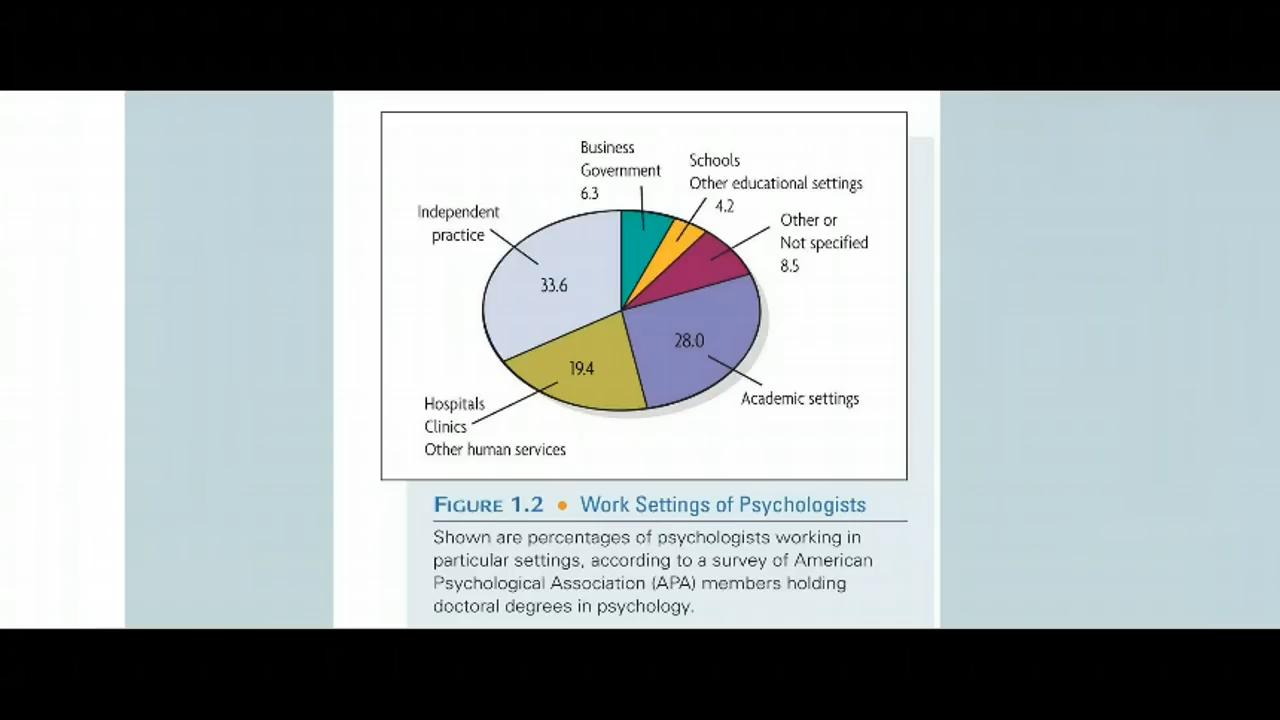 Business
Government
6.3
Schools
Other educational settings
4.2
Other or
Not specified
8.5
Independent
practice
33.6
28.0
19.4
Academic settings
Hospitals
Clinics
Other human services
FIGURE 1.2 • Work Settings of Psychologists
Shown are percentages of psychologists working in
particular settings, according to a survey of American
Psychological Association (APA) members holding
doctoral degrees in psychology.